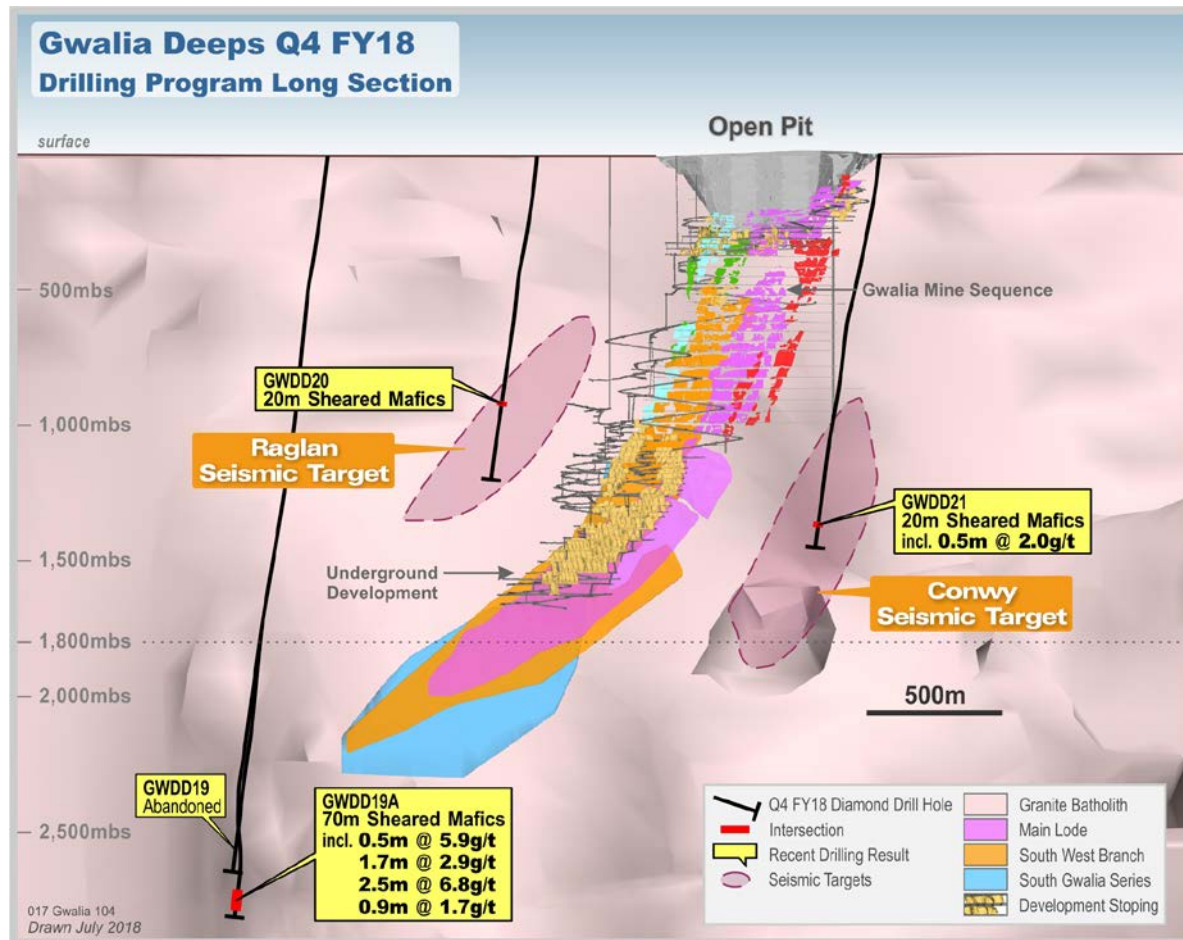 Gwalia Deeps Q4 FY18
Drilling Program Long Section
surface
Open Pit
500mbs
Gwalia Mine Sequence
GWDD20
20m Sheared Mafics
1,000mbs
Raglan
Seismic Target
GWDD21
20m Sheared Mafics
incl. 0.5m @ 2.0g/t
1,500mbs
Underground
Development
Conwy
Seismic Target
1,800mbs
2,000mbs
500m
GWDD19
Abandoned
GWDD19A
70m Sheared Mafics
incl. 0.5m @ 5.9g/t
1.7m @ 2.9g/t
2.5m @ 6.8g/t
0.9m @ 1.7g/t
2,500mbs
Q4 FY18 Diamond Drill Hole
Intersection
Recent Drilling Result
Seismic Targets
Granite Batholith
Main Lode
South West Branch
South Gwalia Series
Development Stoping
017 Gwalia 104
Drawn July 2018